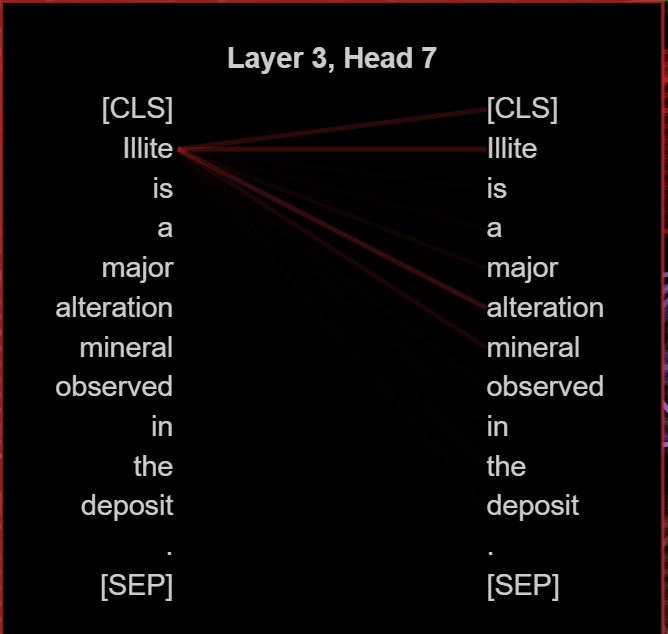 Layer 3, Head 7
[CLS] [CLS]
Illite Illite
is is
a a
major major
alteration alteration
mineral mineral
observed observed
in in
the the
deposit deposit
. .
[SEP] [SEP]